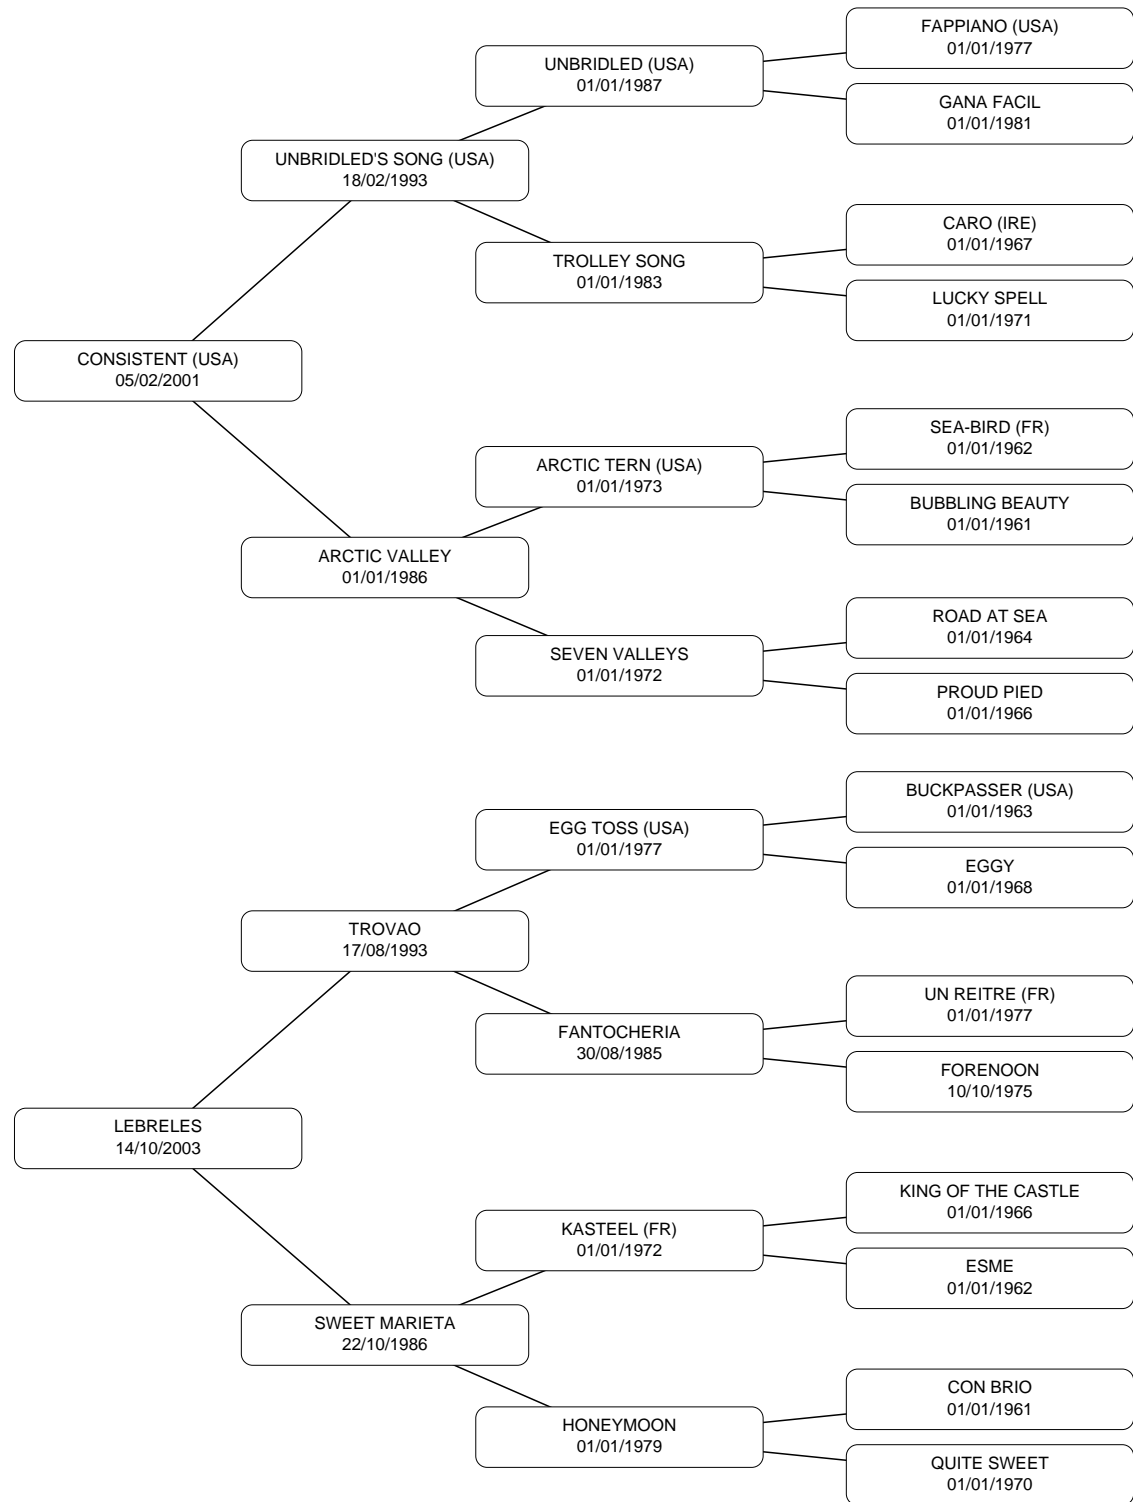 FAPPIANO (USA)
01/01/1977
UNBRIDLED (USA)
01/01/1987
GANA FACIL
01/01/1981
UNBRIDLED'S SONG (USA)
18/02/1993
CARO (IRE)
01/01/1967
TROLLEY SONG
01/01/1983
LUCKY SPELL
01/01/1971
CONSISTENT (USA)
05/02/2001
SEA-BIRD (FR)
01/01/1962
ARCTIC TERN (USA)
01/01/1973
BUBBLING BEAUTY
01/01/1961
ARCTIC VALLEY
01/01/1986
ROAD AT SEA
01/01/1964
SEVEN VALLEYS
01/01/1972
PROUD PIED
01/01/1966
BUCKPASSER (USA)
01/01/1963
EGG TOSS (USA)
01/01/1977
EGGY
01/01/1968
TROVAO
17/08/1993
UN REITRE (FR)
01/01/1977
FANTOCHERIA
30/08/1985
FORENOON
10/10/1975
LEBRELES
14/10/2003
KING OF THE CASTLE
01/01/1966
KASTEEL (FR)
01/01/1972
ESME
01/01/1962
SWEET MARIETA
22/10/1986
CON BRIO
01/01/1961
HONEYMOON
01/01/1979
QUITE SWEET
01/01/1970